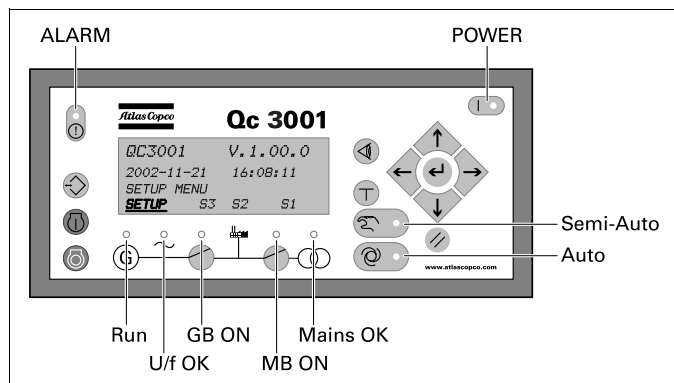 ALARM POWER
Atlas Copco Qc 3001
QC3001 V.1.00.0
2002-11-21 16:08:11
SETUP MENU
SETUP S3 S2 S1
G
www.atlascopco.com
Semi-Auto
Auto
Run GB ON Mains OK
U/f OK MB ON